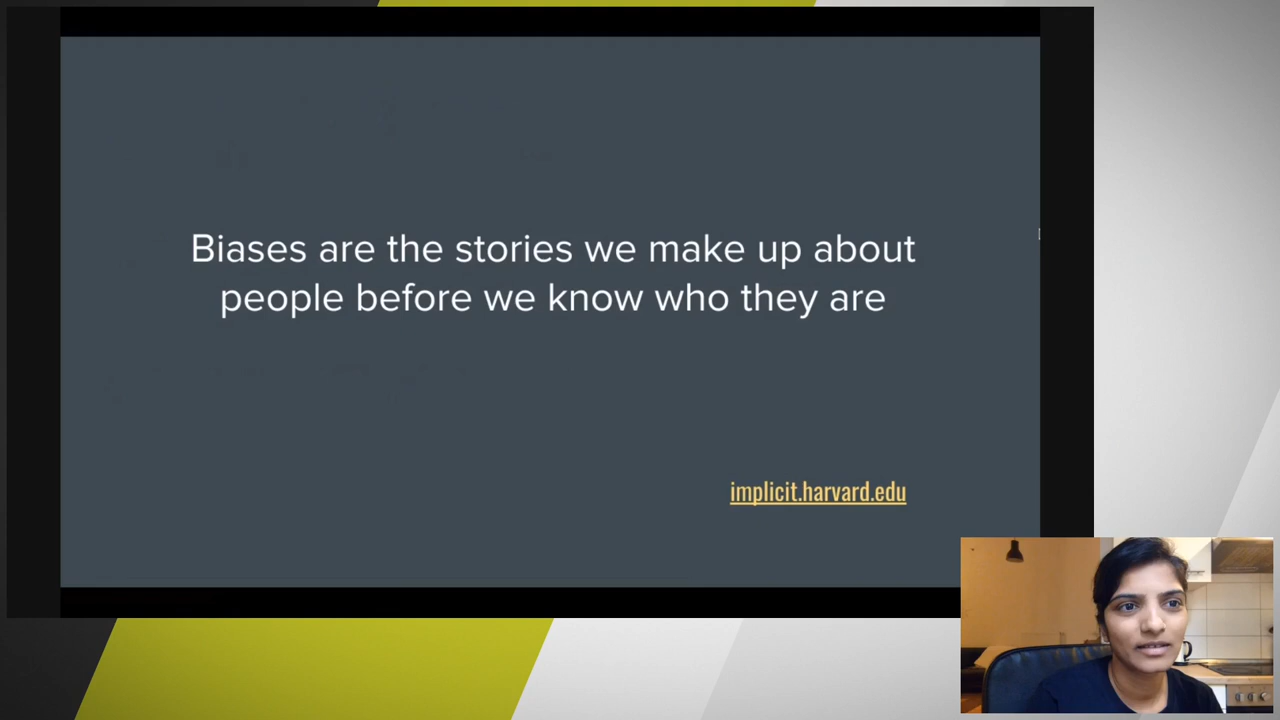 Biases are the stories we make up about
people before we know who they are
implicit.harvard.edu